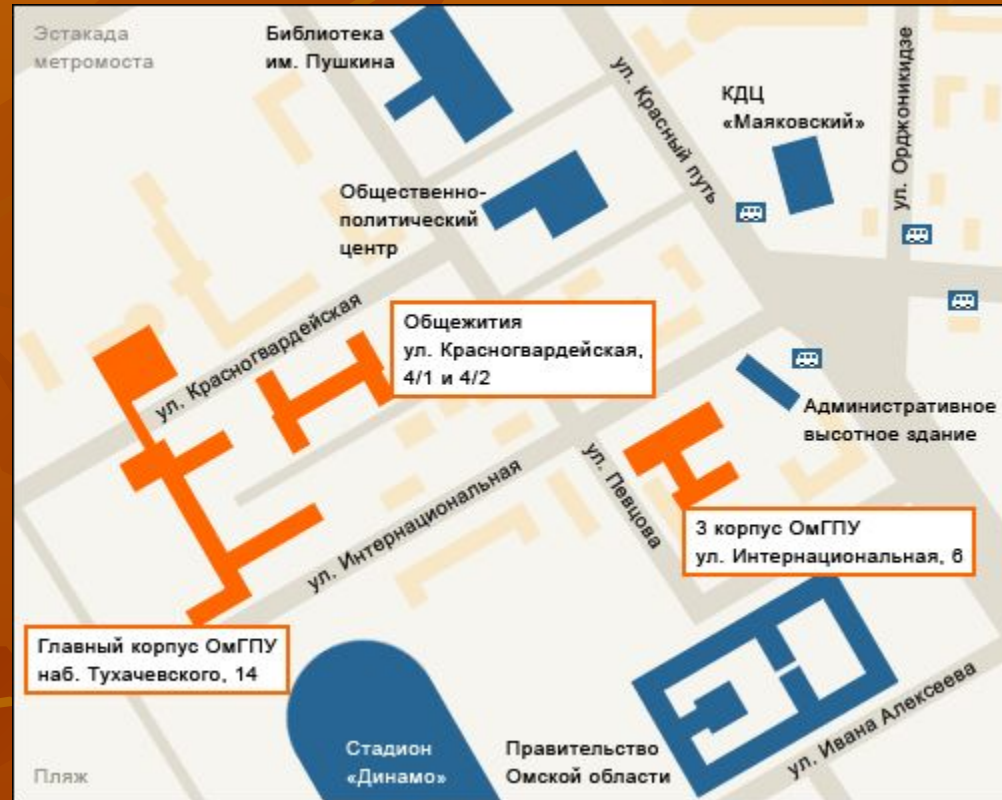 Эстакада
метромоста
Библиотека
им. Пушкина
ул. Красный путь
КДЦ
«Маяковский»
ул. Орджоникидзе
Общественно-
политический
центр
ул. Красногвардейская
Общежития
ул. Красногвардейская,
4/1 и 4/2
Административное
высотное здание
ул. Интернациональная
ул. Певцова
3 корпус ОмГПУ
ул. Интернациональная, 6
Главный корпус ОмГПУ
наб. Тухачевского, 14
Стадион
«Динамо»
Правительство
Омской области
ул. Ивана Алексеева
Пляж